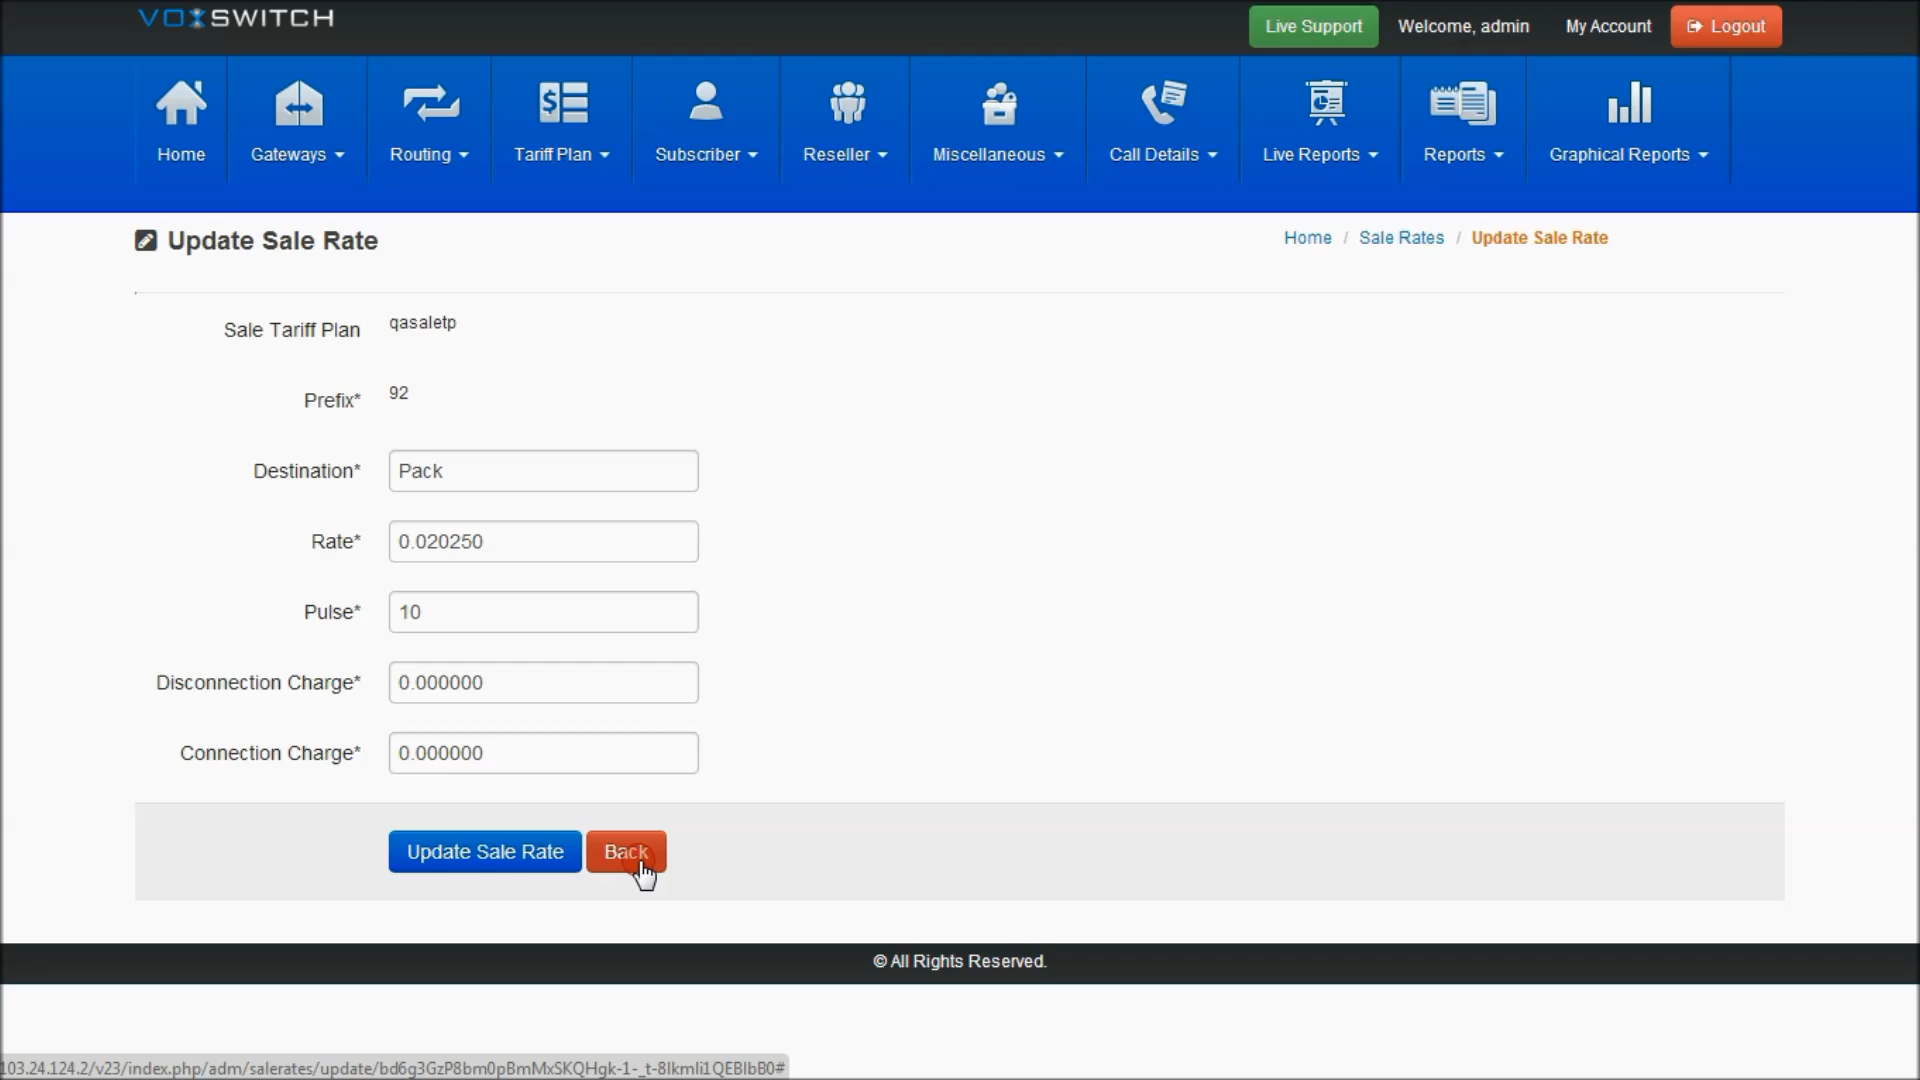 VOXSWITCH
Live Support Welcome, admin My Account Logout
Home Gateways Routing Tariff Plan Subscriber Reseller Miscellaneous Call Details Live Reports Reports Graphical Reports
Update Sale Rate
Home / Sale Rates / Update Sale Rate
Sale Tariff Plan qasaletp
Prefix* 92
Destination* Pack
Rate* 0.020250
Pulse* 10
Disconnection Charge* 0.000000
Connection Charge* 0.000000
Update Sale Rate Back
© All Rights Reserved.
103.24.124.2/v23/index.php/adm/salerates/update/bd6g3GzP8bm0pBmMxSKQHgk-1-_t-8lkmli1QEBlbB0#